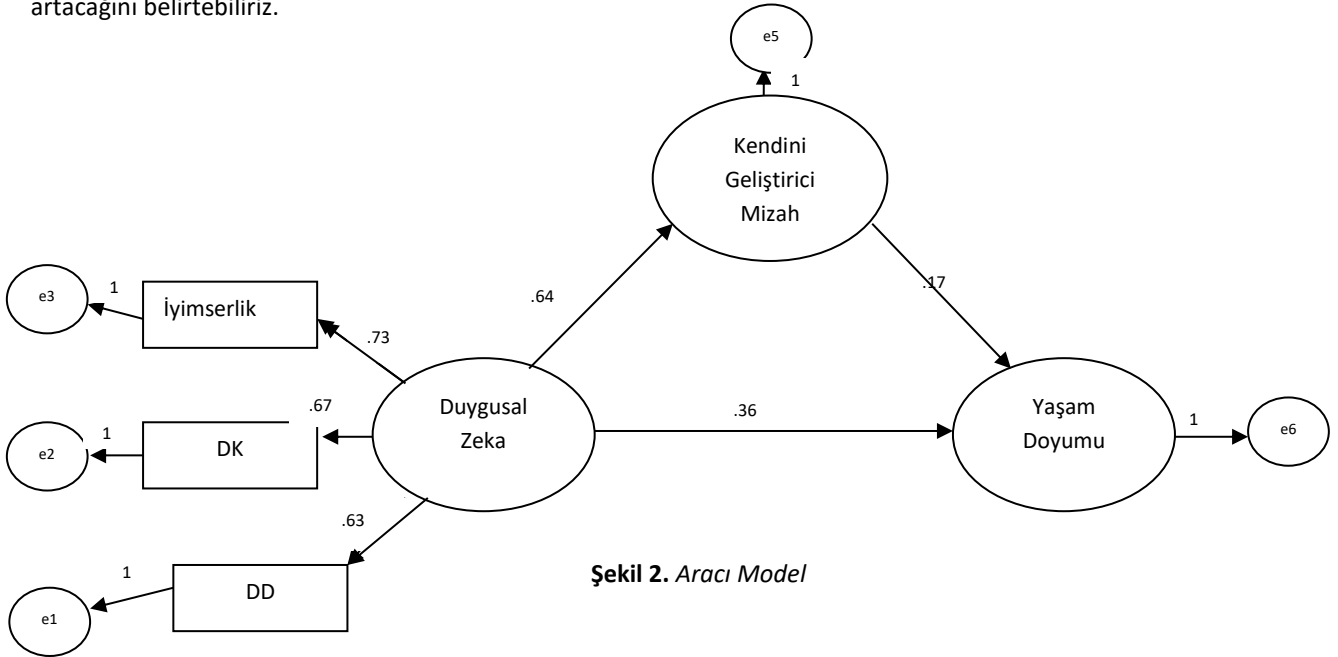 artacağını belirtebiliriz.
e5
1
Kendini
Geliştirici
Mizah
e3
1
İyimserlik
.64
.17
.73
.67
Duygusal
Zeka
.36
Yaşam
Doyumu
1
e6
e2
1
DK
.63
1
DD
e1
Şekil 2. Aracı Model